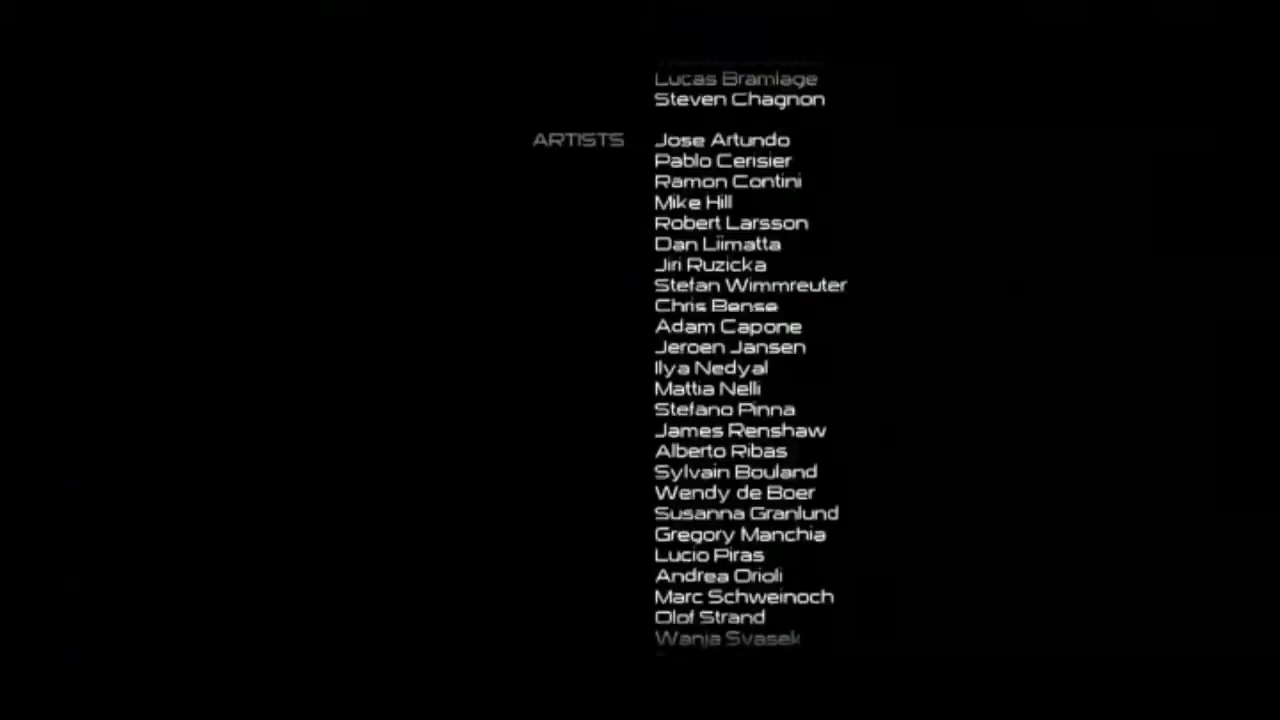 Lucas Bramlage
Steven Chagnon
ARTISTS Jose Artundo
Pablo Cerisier
Ramon Contini
Mike Hill
Robert Larsson
Dan Liimatta
Jiri Ruzicka
Stefan Wimmreuter
Chris Bense
Adam Capone
Jeroen Jansen
Ilya Nedyal
Mattia Nelli
Stefano Pinna
James Renshaw
Alberto Ribas
Sylvain Bouland
Wendy de Boer
Susanna Granlund
Gregory Manchia
Lucio Piras
Andrea Orioli
Marc Schweinoch
Olof Strand
Wanja Svasek